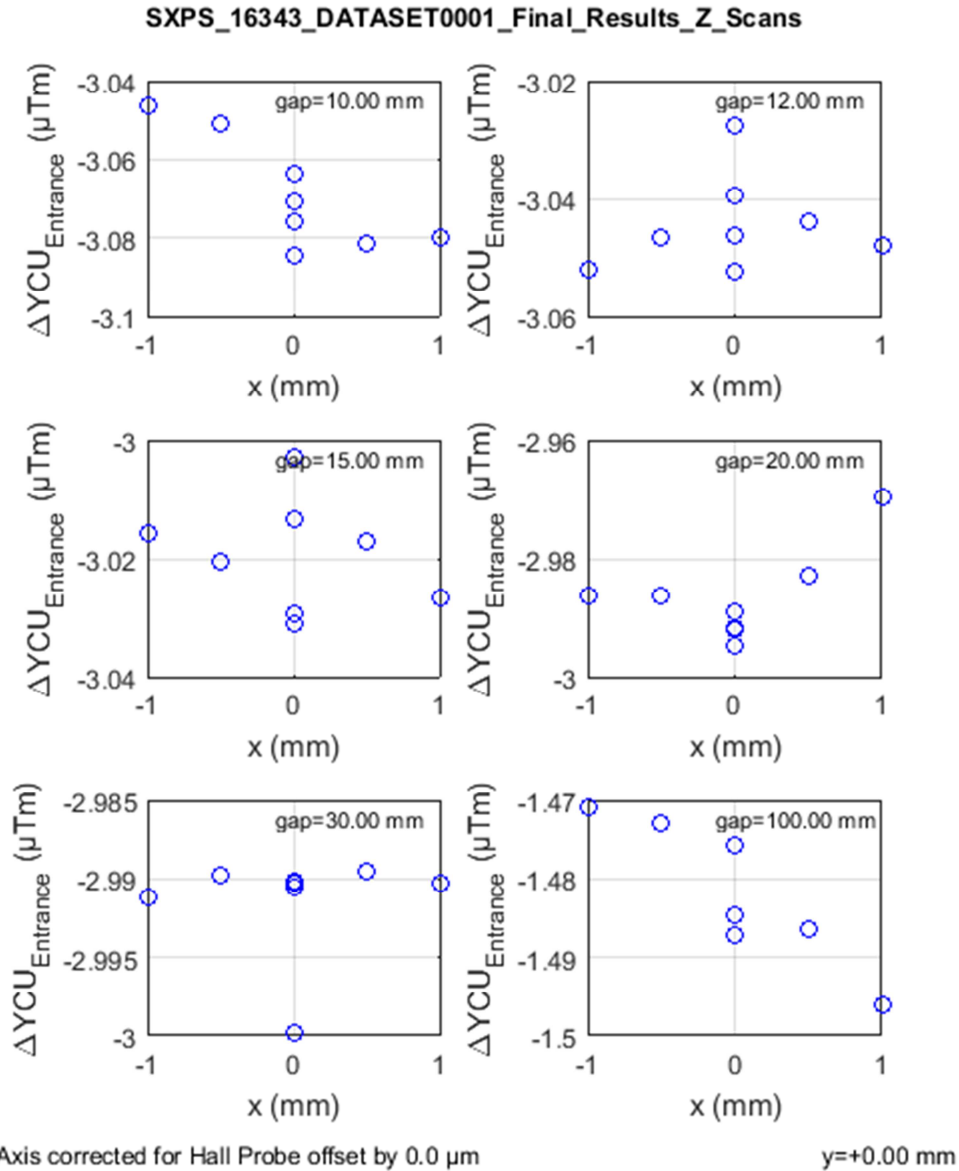 SXPS_16343_DATASET0001_Final_Results_Z_Scans
ΔYCU_Entrance (µTm)
-3.04
-3.06
-3.08
-3.1
gap=10.00 mm
-1 0 1
x (mm)
ΔYCU_Entrance (µTm)
-3.02
-3.04
-3.06
gap=12.00 mm
-1 0 1
x (mm)
ΔYCU_Entrance (µTm)
-3
-3.02
-3.04
gap=15.00 mm
-1 0 1
x (mm)
ΔYCU_Entrance (µTm)
-2.96
-2.98
-3
gap=20.00 mm
-1 0 1
x (mm)
ΔYCU_Entrance (µTm)
-2.985
-2.99
-2.995
-3
gap=30.00 mm
-1 0 1
x (mm)
ΔYCU_Entrance (µTm)
-1.47
-1.48
-1.49
-1.5
gap=100.00 mm
-1 0 1
x (mm)
Axis corrected for Hall Probe offset by 0.0 µm
y=+0.00 mm